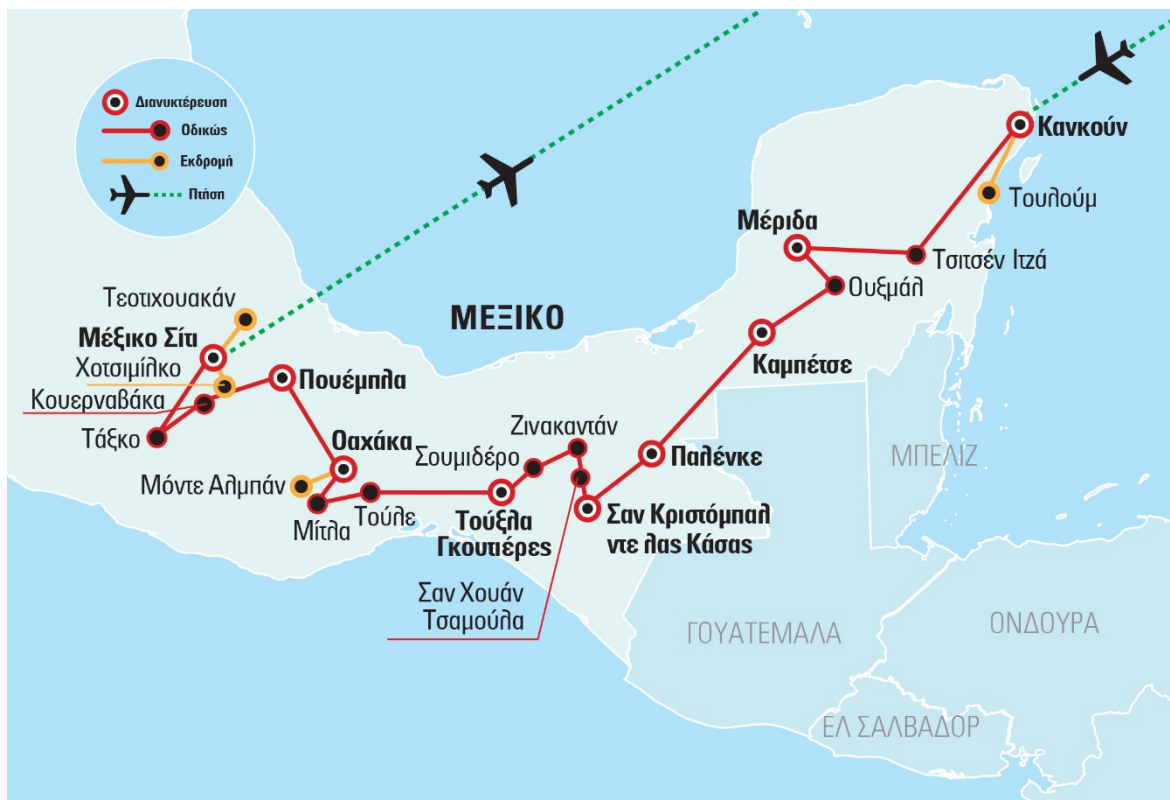 Διανυκτέρευση
Οδικώς
Εκδρομή
Πτήση
Κανκούν
Τουλούμ
Μέριδα
Τσιτσέν Ιτζά
Ουξμάλ
Τεοτιχουακάν
ΜΕΞΙΚΟ
Μέξικο Σίτι
Καμπέτσε
Χοτσιμίλκο
Πουέμπλα
Κουερναβάκα
Τάξκο
Οαχάκα
Ζινακαντάν
Σουμιδέρο
Παλένκε
ΜΠΕΛΙΖ
Μόντε Αλμπάν
Μίτλα
Τούλε
Τούξλα
Γκουτιέρες
Σαν Κριστόμπαλ
ντε λας Κάσας
Σαν Χουάν
Τσαμούλα
ΓΟΥΑΤΕΜΑΛΑ
ΟΝΔΟΥΡΑ
ΕΛ ΣΑΛΒΑΔΟΡ